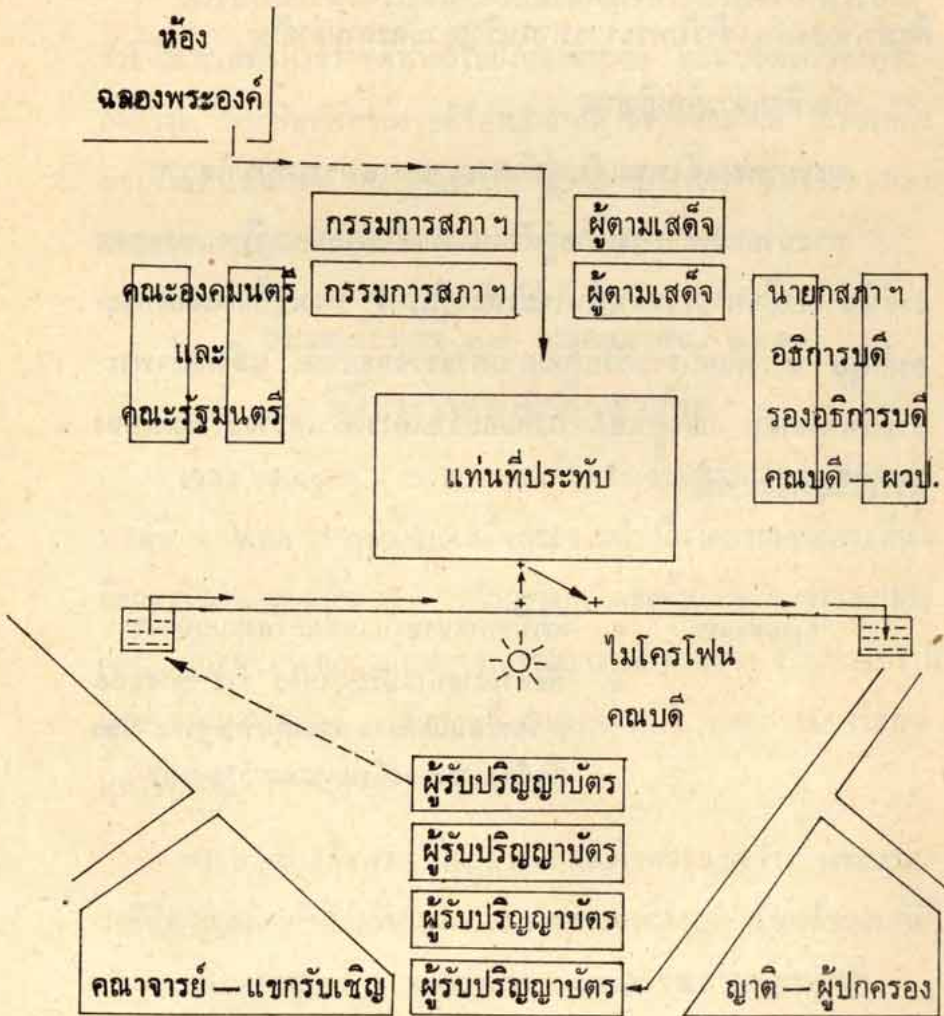 ห้อง
ฉลองพระองค์
กรรมการสภา ฯ
ผู้ตามเสด็จ
กรรมการสภา ฯ
ผู้ตามเสด็จ
คณะองคมนตรี
และ
คณะรัฐมนตรี
นายกสภา ฯ
อธิการบดี
รองอธิการบดี
คณบดี — ผวป.
แท่นที่ประทับ
ไมโครโฟน
คณบดี
ผู้รับปริญญาบัตร
ผู้รับปริญญาบัตร
ผู้รับปริญญาบัตร
ผู้รับปริญญาบัตร
คณาจารย์ — แขกรับเชิญ
ญาติ — ผู้ปกครอง